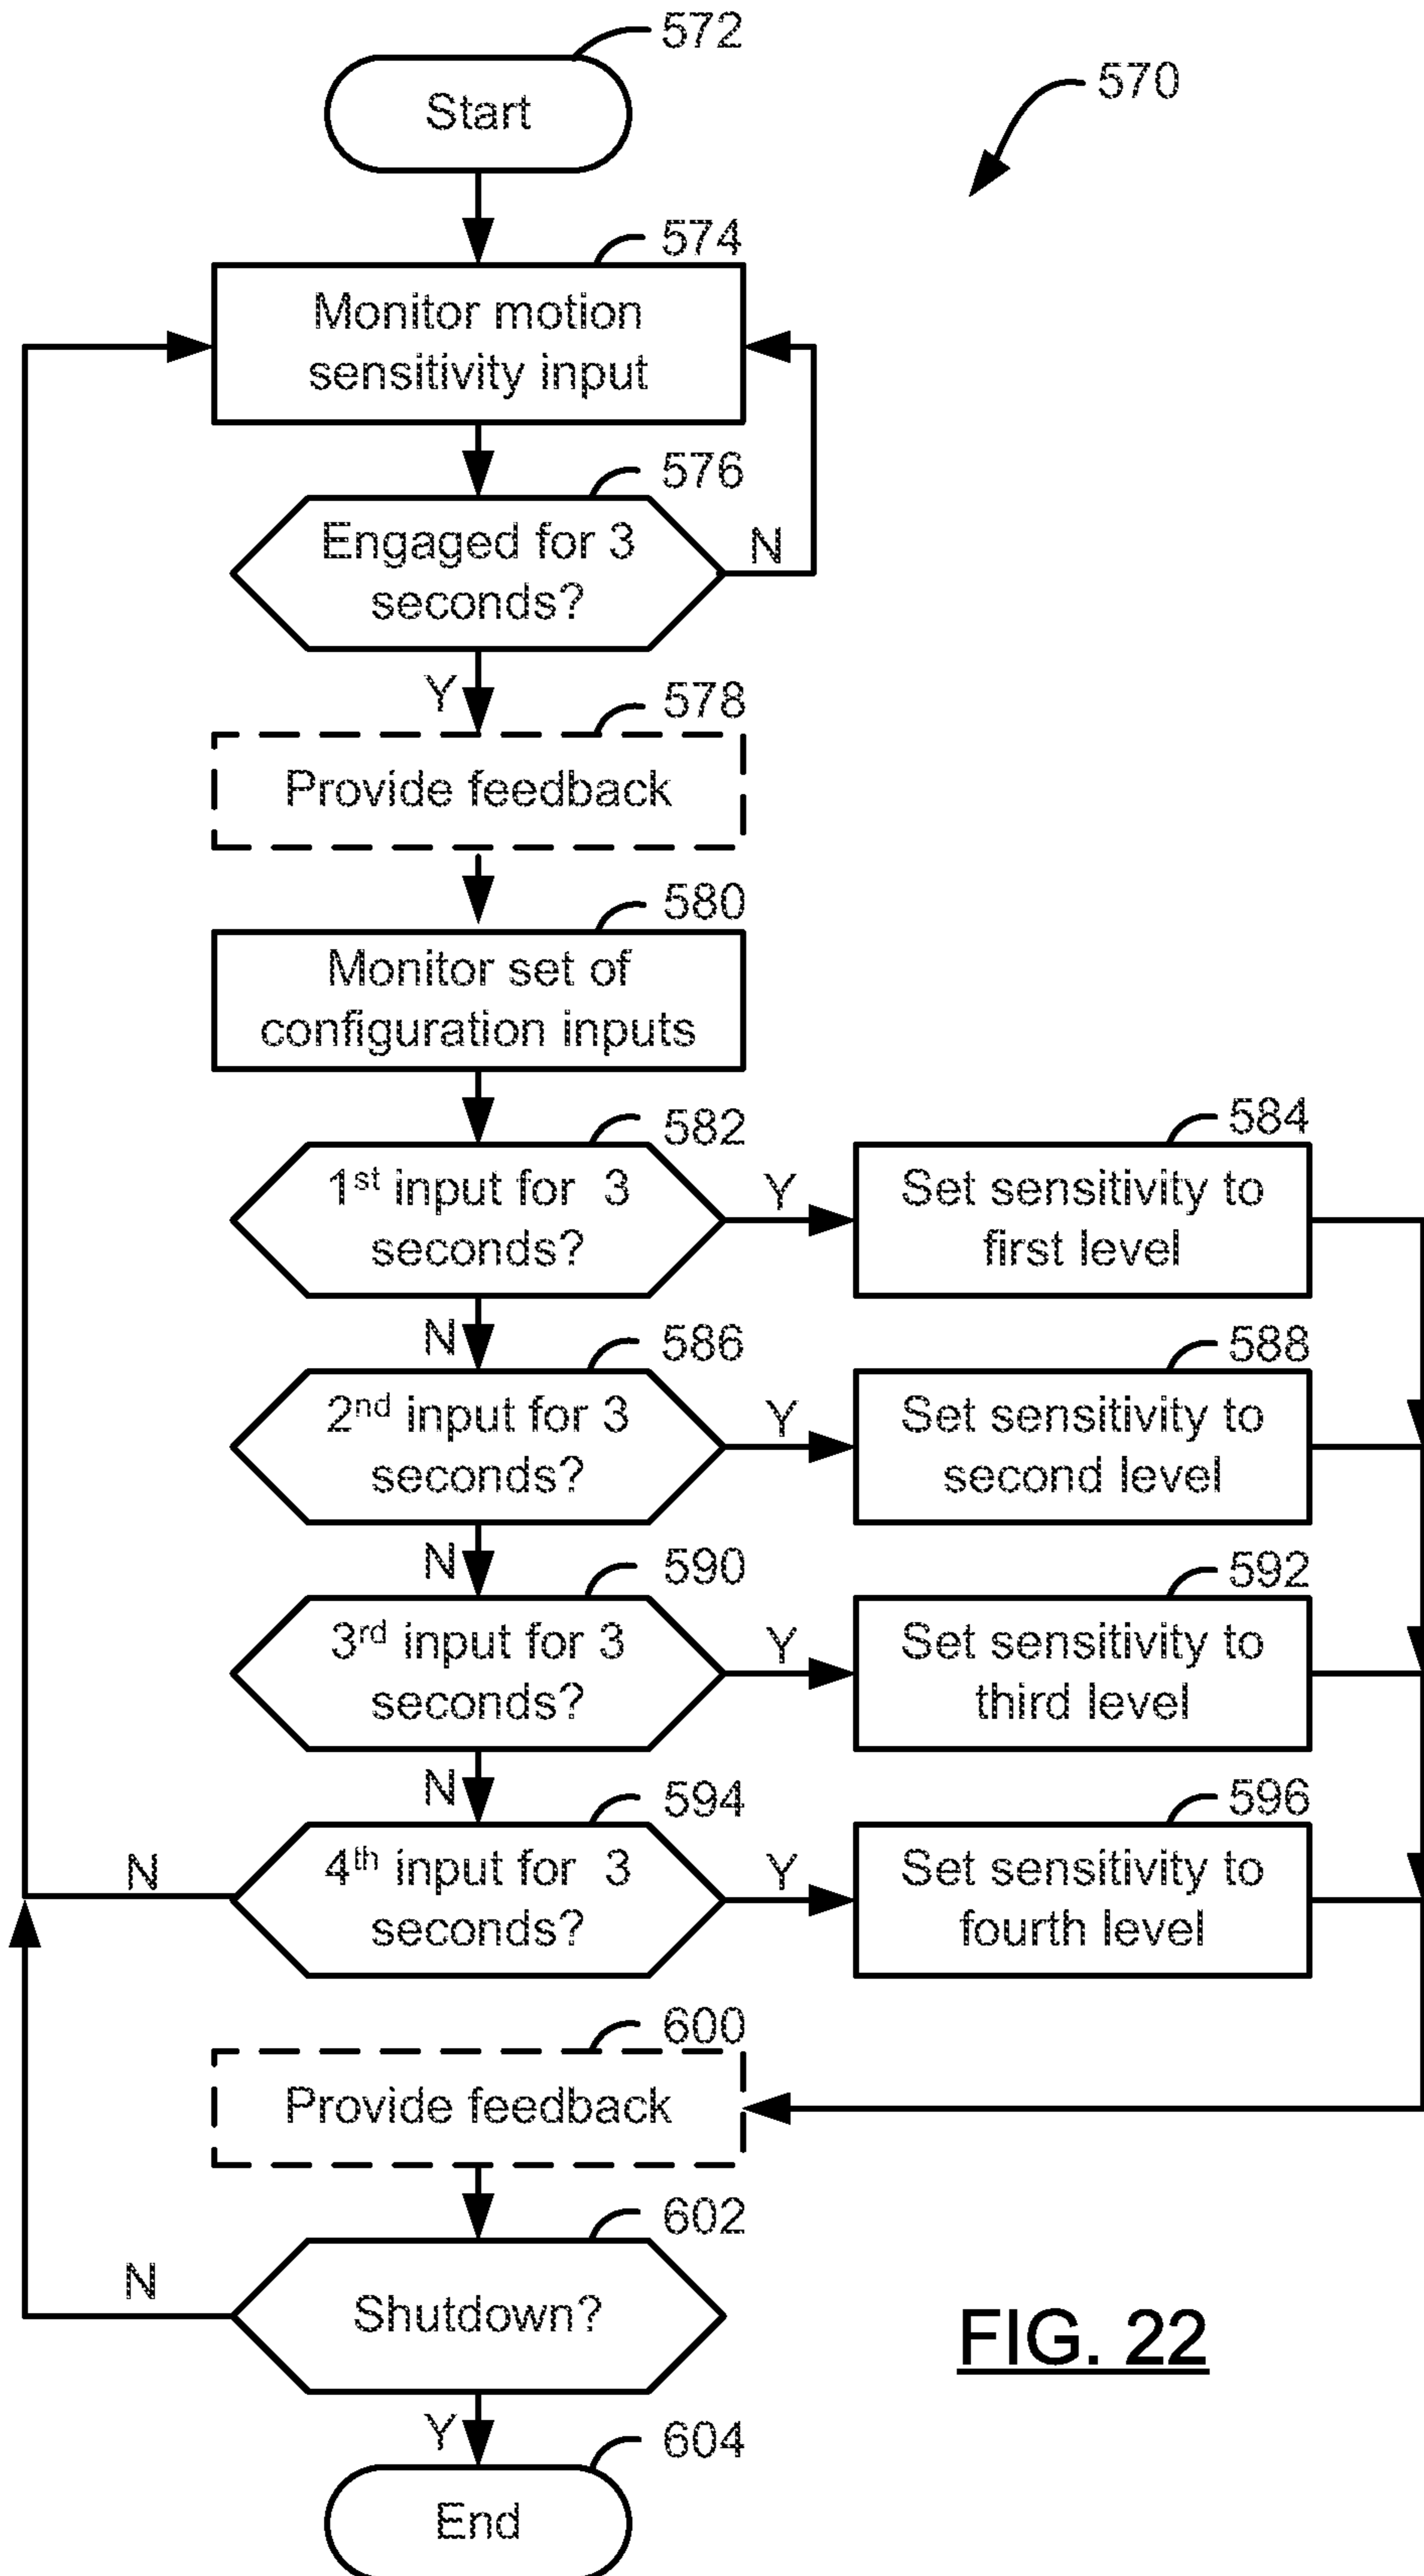 572
Start
570
574
Monitor motion
sensitivity input
576
Engaged for 3
seconds?
N
Y
578
Provide feedback
580
Monitor set of
configuration inputs
582
1st input for 3
seconds?
Y
584
Set sensitivity to
first level
N
586
2nd input for 3
seconds?
Y
588
Set sensitivity to
second level
N
590
3rd input for 3
seconds?
Y
592
Set sensitivity to
third level
N
594
4th input for 3
seconds?
N
Y
596
Set sensitivity to
fourth level
600
Provide feedback
602
Shutdown?
N
Y
604
End
FIG. 22